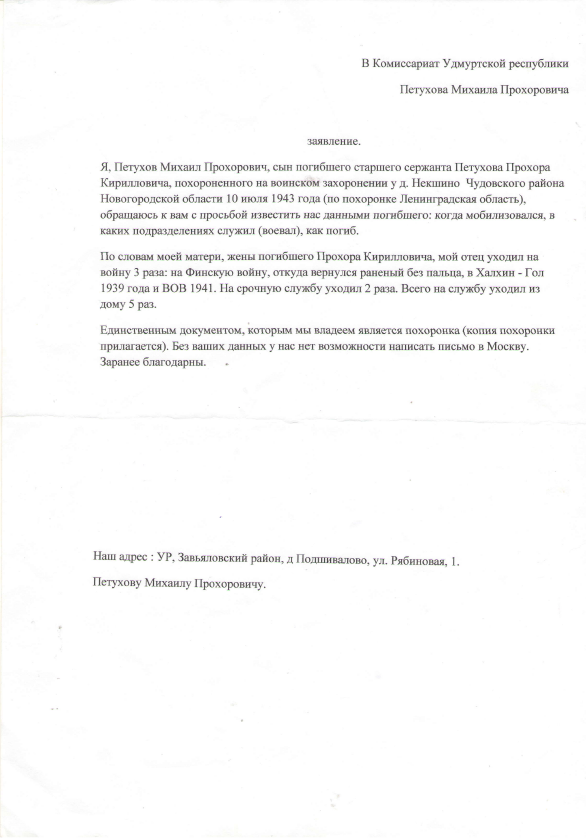 В Комиссариат Удмуртской республики
Петухова Михаила Прохоровича
заявление.
Я, Петухов Михаил Прохорович, сын погибшего старшего сержанта Петухова Прохора
Кирилловича, похороненного на воинском захоронении у д. Некшино Чудовского района
Новогородской области 10 июля 1943 года (по похоронке Ленинградская область),
обращаюсь к вам с просьбой известить нас данными погибшего: когда мобилизовался, в
каких подразделениях служил (воевал), как погиб.
По словам моей матери, жены погибшего Прохора Кирилловича, мой отец уходил на
войну 3 раза: на Финскую войну, откуда вернулся раненый без пальца, в Халхин - Гол
1939 года и ВОВ 1941. На срочную службу уходил 2 раза. Всего на службу уходил из
дому 5 раз.
Единственным документом, которым мы владеем является похоронка (копия похоронки
прилагается). Без ваших данных у нас нет возможности написать письмо в Москву.
Заранее благодарны.
Наш адрес : УР, Завьяловский район, д Подшивалово, ул. Рябиновая, 1.
Петухову Михаилу Прохоровичу.